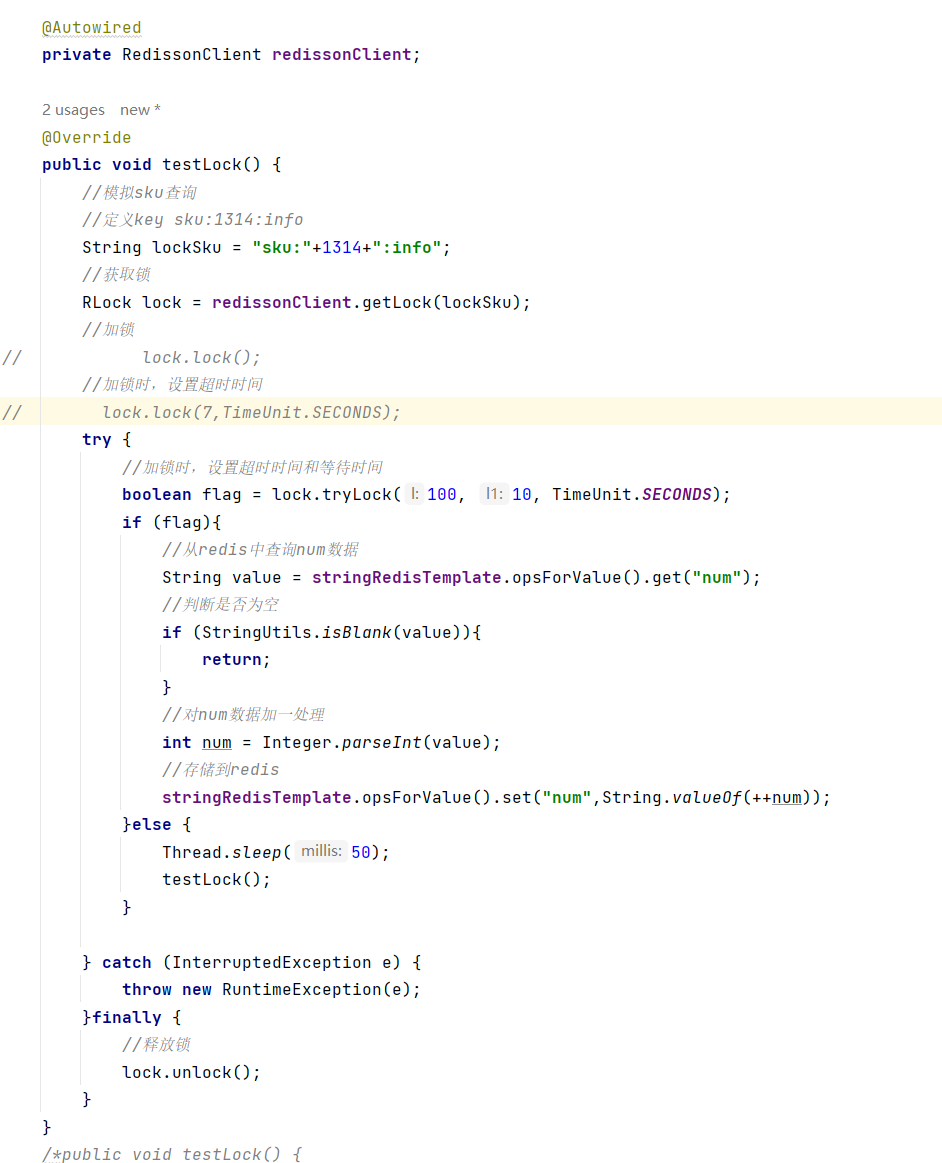 @Autowired
private RedissonClient redissonClient;
2 usages new *
@Override
public void testLock() {
//模拟sku查询
//定义key sku:1314:info
String lockSku = "sku:"+1314+":info";
//获取锁
RLock lock = redissonClient.getLock(lockSku);
//加锁
// lock.lock();
//加锁时，设置超时时间
// lock.lock(7,TimeUnit.SECONDS);
try {
//加锁时，设置超时时间和等待时间
boolean flag = lock.tryLock( l: 100, l1: 10, TimeUnit.SECONDS);
if (flag){
//从redis中查询num数据
String value = stringRedisTemplate.opsForValue().get("num");
//判断是否为空
if (StringUtils.isBlank(value)){
return;
}
//对num数据加一处理
int num = Integer.parseInt(value);
//存储到redis
stringRedisTemplate.opsForValue().set("num",String.valueOf(++num));
}else {
Thread.sleep( millis: 50);
testLock();
}
} catch (InterruptedException e) {
throw new RuntimeException(e);
}finally {
//释放锁
lock.unlock();
}
}
/*public void testLock() {